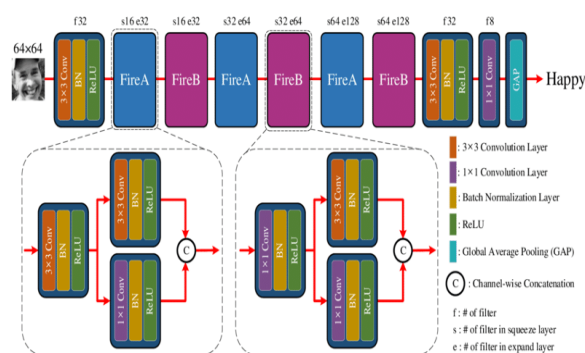 f32 s16 e32 s16 e32 s32 e64 s32 e64 s64 e128 s64 e128 f32 f8
64×64
3×3 Conv BN ReLU FireA FireB FireA FireB FireA FireB 3×3 Conv BN ReLU 1×1 Conv GAP Happy
3×3 Conv BN ReLU
3×3 Conv BN ReLU
1×1 Conv BN ReLU
C
1×1 Conv BN ReLU
3×3 Conv BN ReLU
1×1 Conv BN ReLU
C
: 3×3 Convolution Layer
: 1×1 Convolution Layer
: Batch Normalization Layer
: ReLU
: Global Average Pooling (GAP)
C : Channel-wise Concatenation
f : # of filter
s : # of filter in squeeze layer
e : # of filter in expand layer